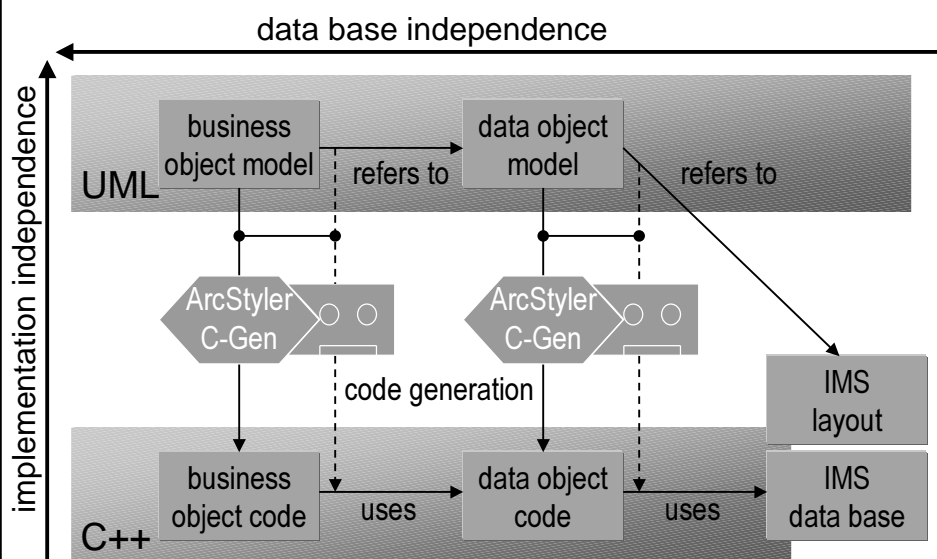 data base independence
implementation independence
business
object model
data object
model
refers to
refers to
UML
ArcStyler
C-Gen
ArcStyler
C-Gen
code generation
IMS
layout
business
object code
uses
data object
code
uses
IMS
data base
C++